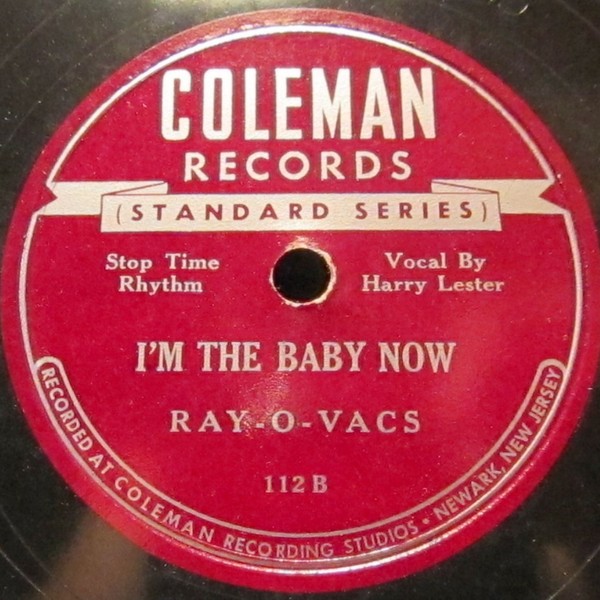 COLEMAN
RECORDS
(STANDARD SERIES)
Stop Time
Rhythm
Vocal By
Harry Lester
I'M THE BABY NOW
RAY-O-VACS
112 B
RECORDED AT COLEMAN RECORDING STUDIOS • NEWARK, NEW JERSEY